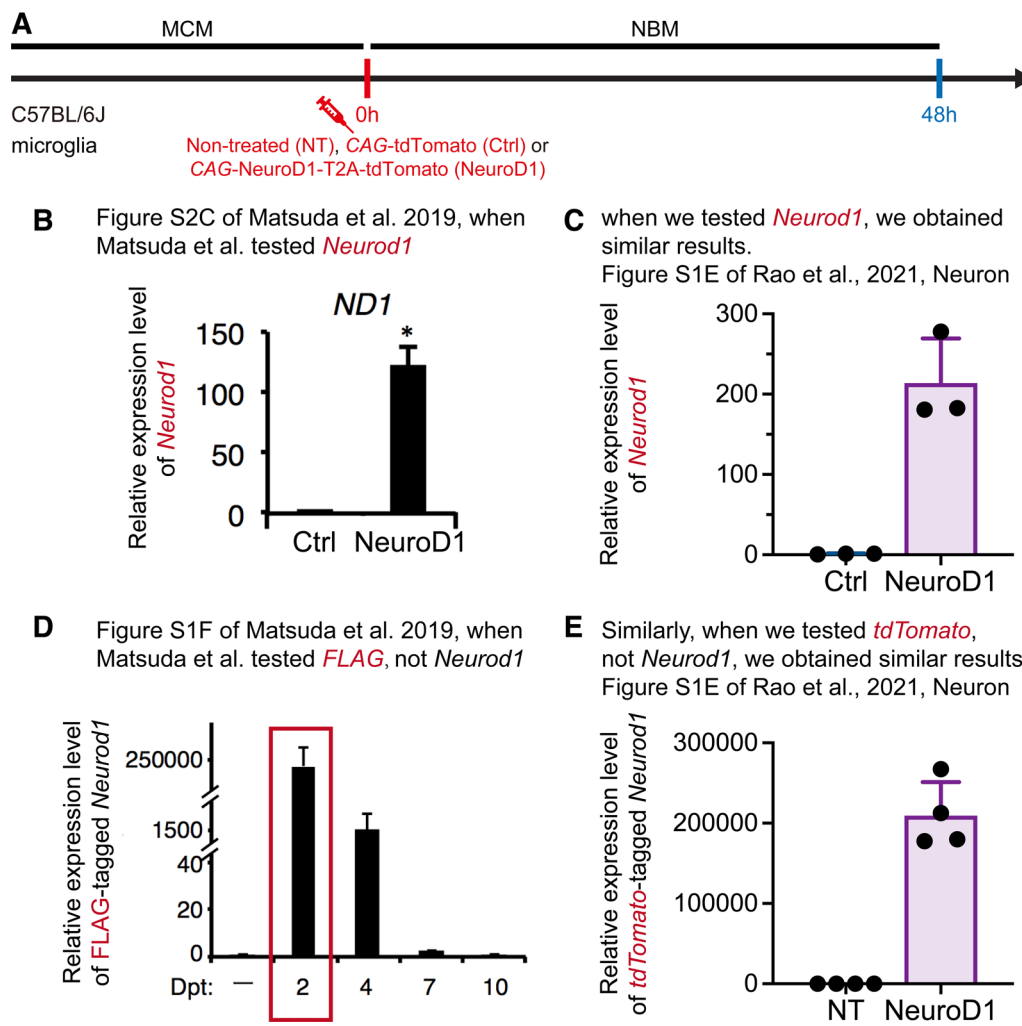 A
MCM
NBM
C57BL/6J
microglia
0h
48h
Non-treated (NT), CAG-tdTomato (Ctrl) or
CAG-NeuroD1-T2A-tdTomato (NeuroD1)
B
Figure S2C of Matsuda et al. 2019, when
Matsuda et al. tested Neurod1
ND1
Relative expression level
of Neurod1
150
100
50
0
*
Ctrl
NeuroD1
C
when we tested Neurod1, we obtained
similar results.
Figure S1E of Rao et al., 2021, Neuron
Relative expression level
of Neurod1
300
200
100
0
Ctrl
NeuroD1
D
Figure S1F of Matsuda et al. 2019, when
Matsuda et al. tested FLAG, not Neurod1
Relative expression level
of FLAG-tagged Neurod1
250000
1500
40
20
0
Dpt:
—
2
4
7
10
E
Similarly, when we tested tdTomato,
not Neurod1, we obtained similar results
Figure S1E of Rao et al., 2021, Neuron
Relative expression level
of tdTomato-tagged Neurod1
300000
200000
100000
0
NT
NeuroD1